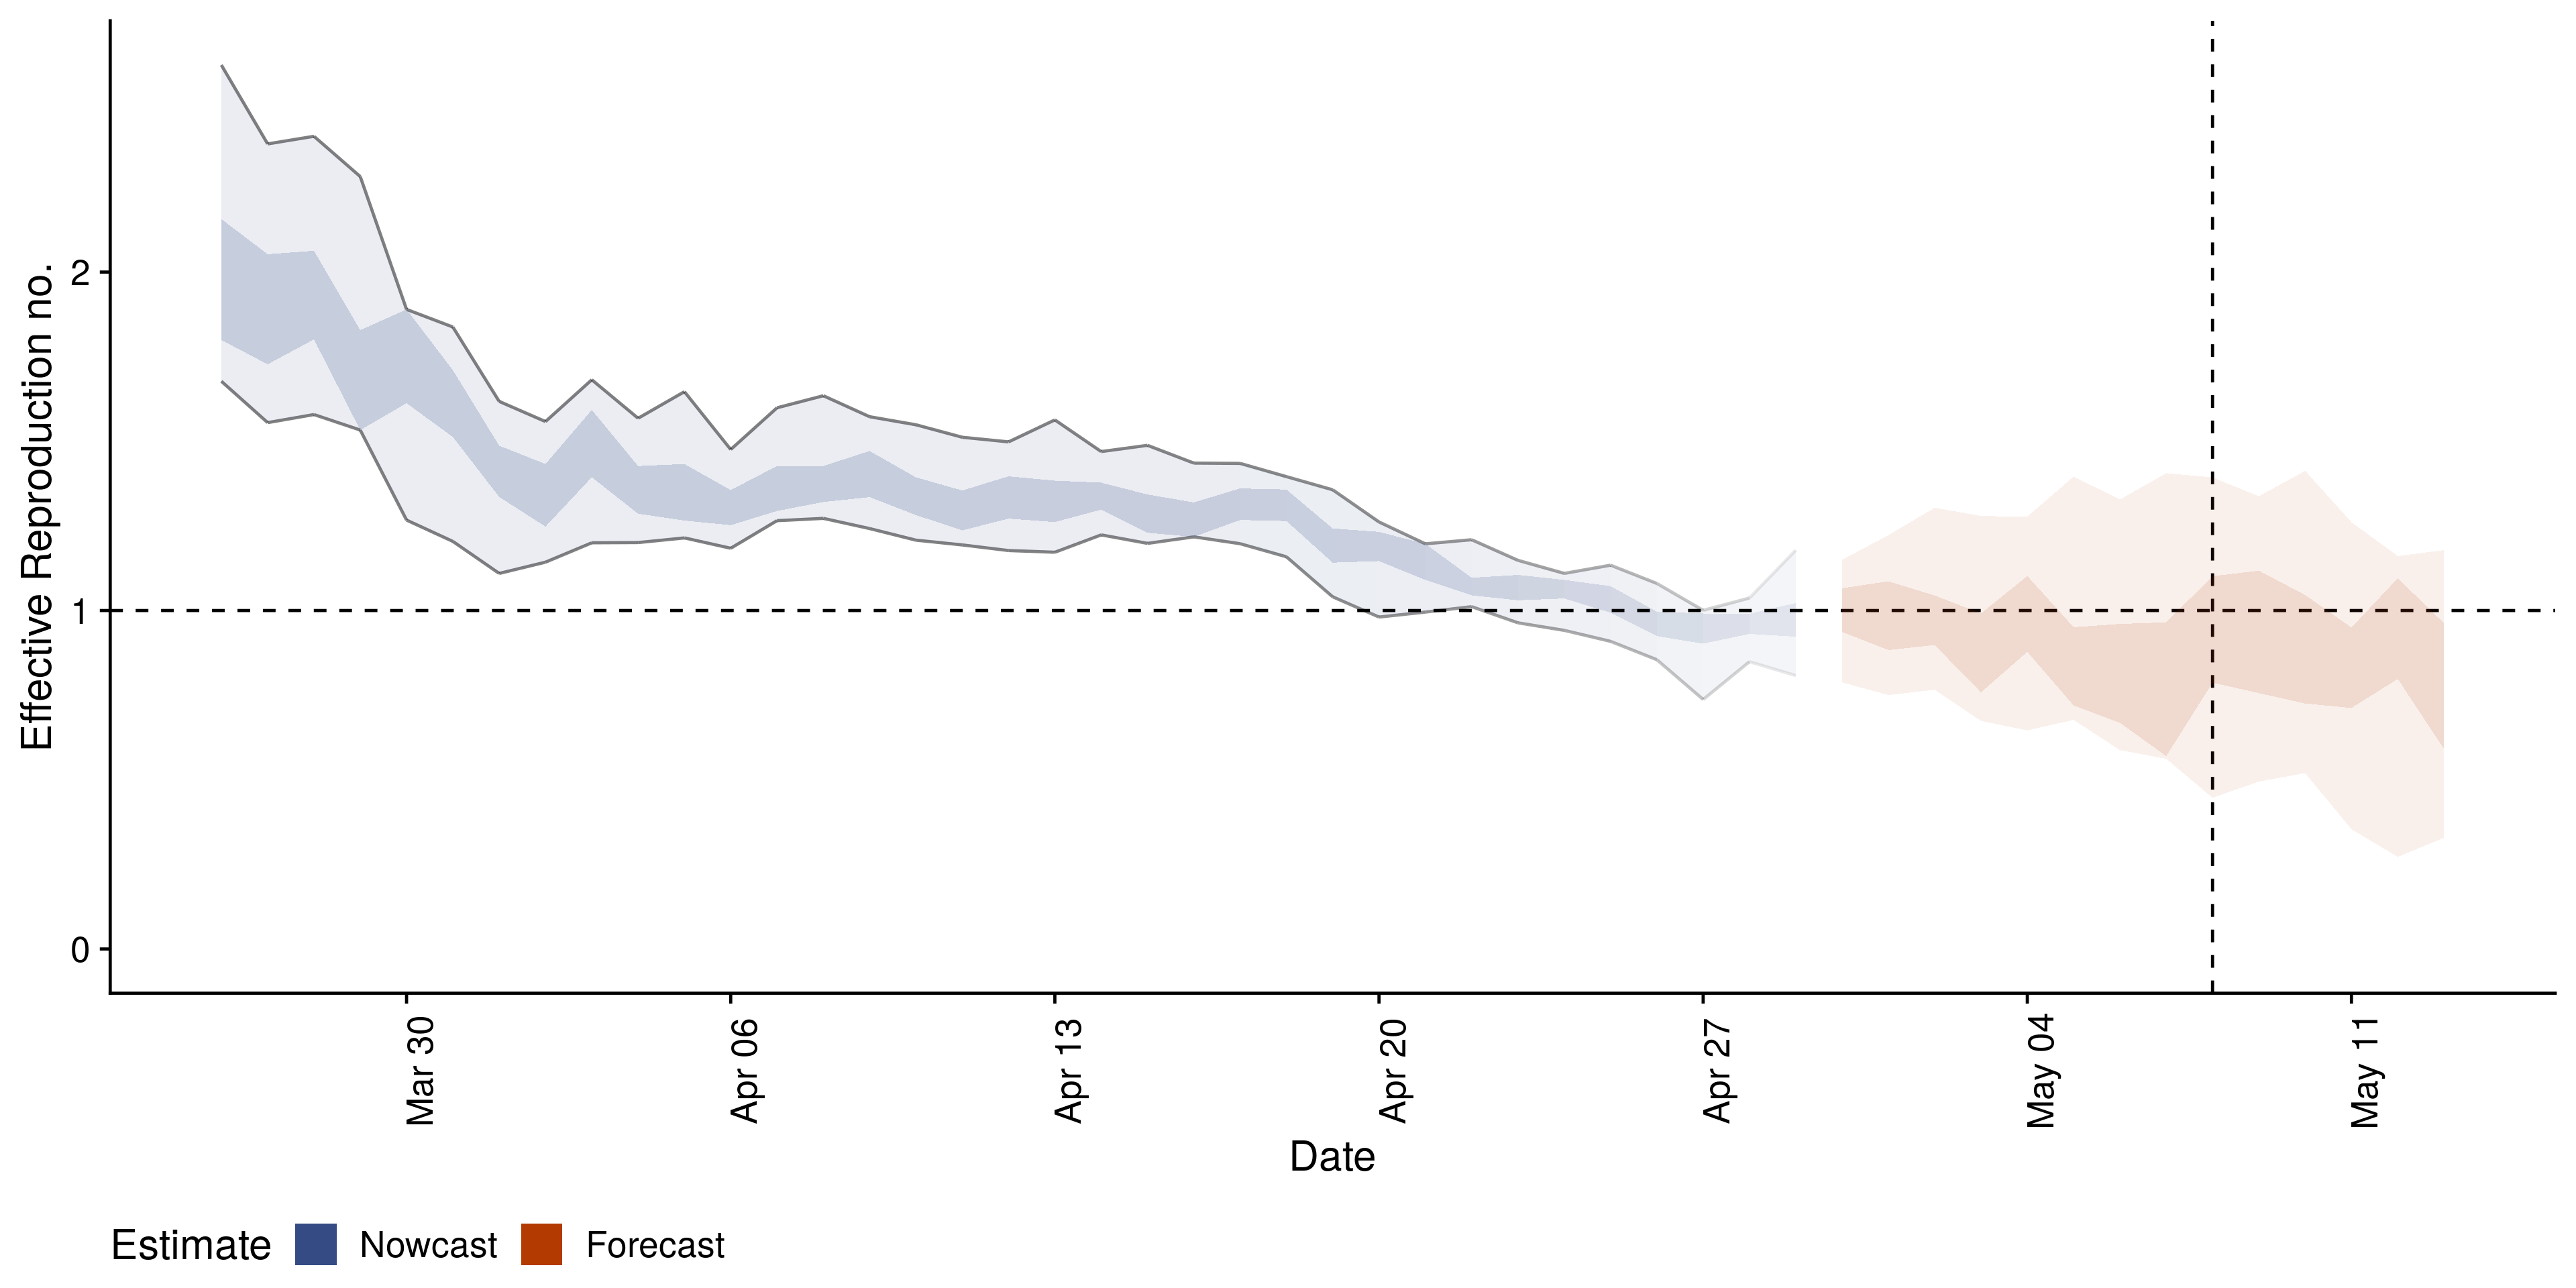 Effective Reproduction no.
2
1
0
Mar 30
Apr 06
Apr 13
Apr 20
Apr 27
May 04
May 11
Date
Estimate Nowcast Forecast